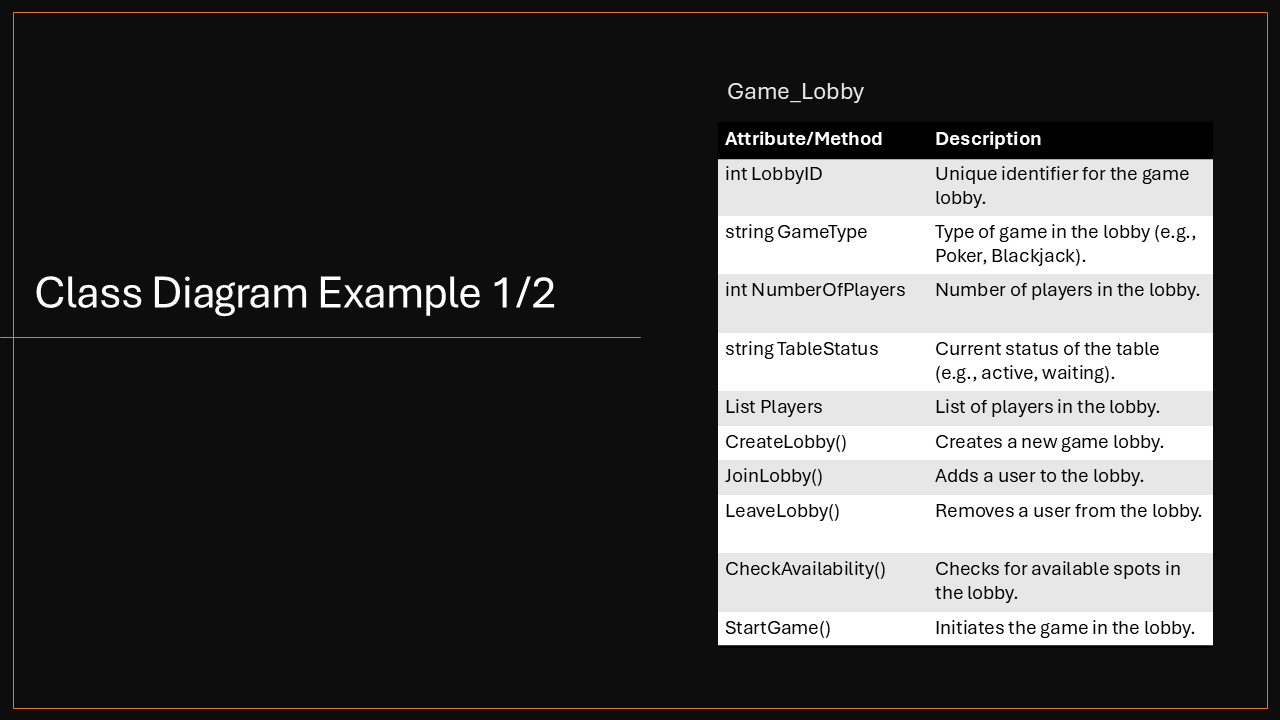 Class Diagram Example 1/2
Game_Lobby
Attribute/Method Description
int LobbyID Unique identifier for the game
lobby.
string GameType Type of game in the lobby (e.g.,
Poker, Blackjack).
int NumberOfPlayers Number of players in the lobby.
string TableStatus Current status of the table
(e.g., active, waiting).
List Players List of players in the lobby.
CreateLobby() Creates a new game lobby.
JoinLobby() Adds a user to the lobby.
LeaveLobby() Removes a user from the lobby.
CheckAvailability() Checks for available spots in
the lobby.
StartGame() Initiates the game in the lobby.